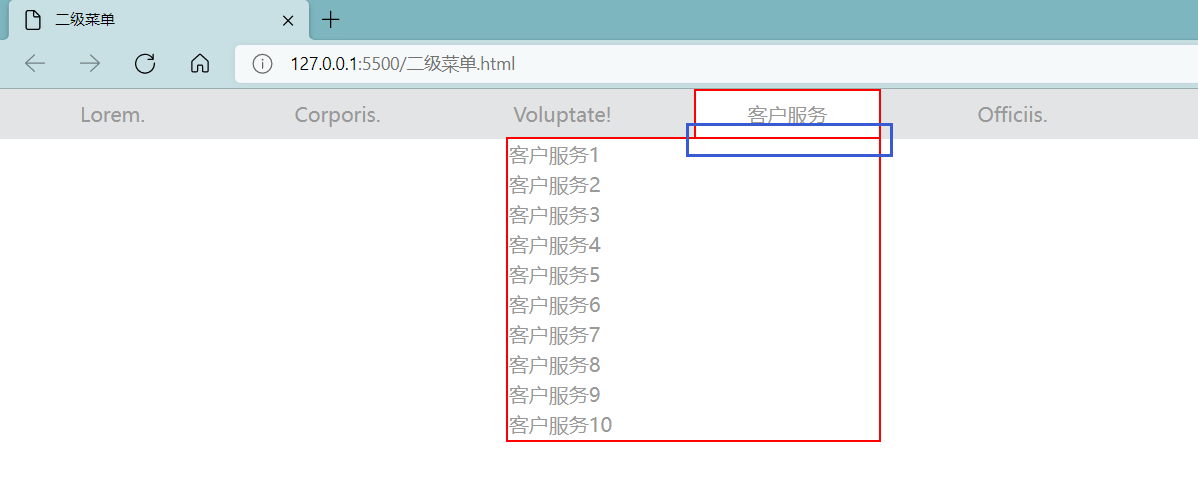 二级菜单
127.0.0.1:5500/二级菜单.html
Lorem. Corporis. Voluptate! 客户服务 Officiis.
客户服务1
客户服务2
客户服务3
客户服务4
客户服务5
客户服务6
客户服务7
客户服务8
客户服务9
客户服务10